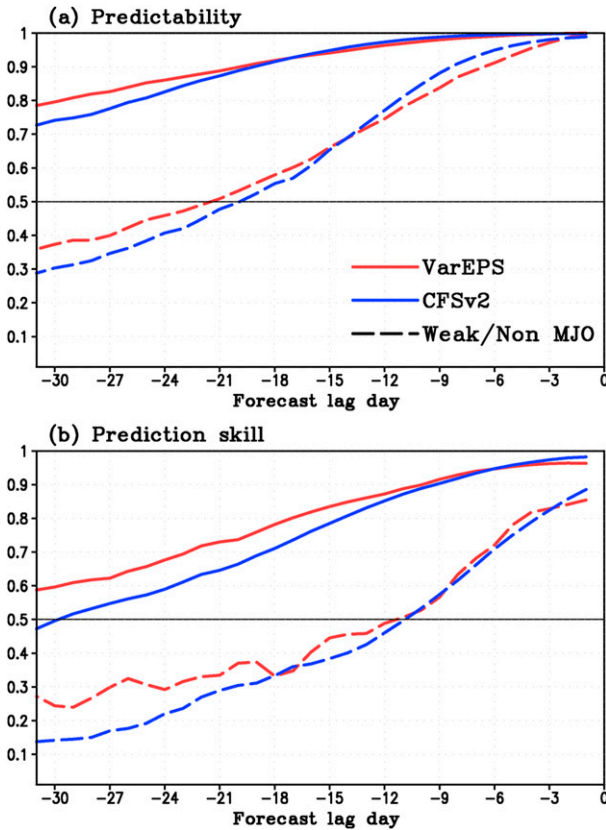 (a) Predictability
1
0.9
0.8
0.7
0.6
0.5
0.4
0.3
0.2
0.1
VarEPS
CFSv2
Weak/Non MJO
−30 −27 −24 −21 −18 −15 −12 −9 −6 −3 0
Forecast lag day
(b) Prediction skill
1
0.9
0.8
0.7
0.6
0.5
0.4
0.3
0.2
0.1
−30 −27 −24 −21 −18 −15 −12 −9 −6 −3 0
Forecast lag day